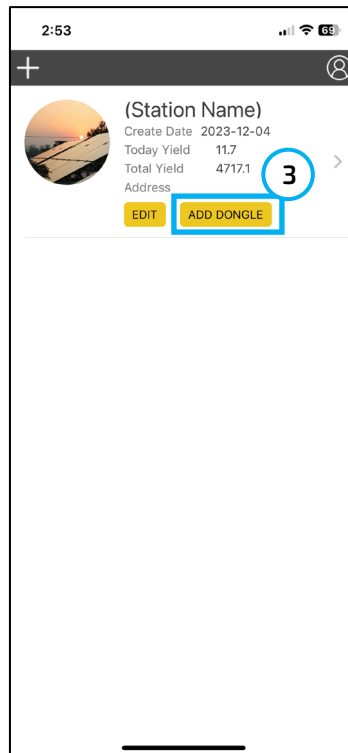 2:53 69
(Station Name)
Create Date 2023-12-04
Today Yield 11.7
Total Yield 4717.1
3
Address
EDIT ADD DONGLE